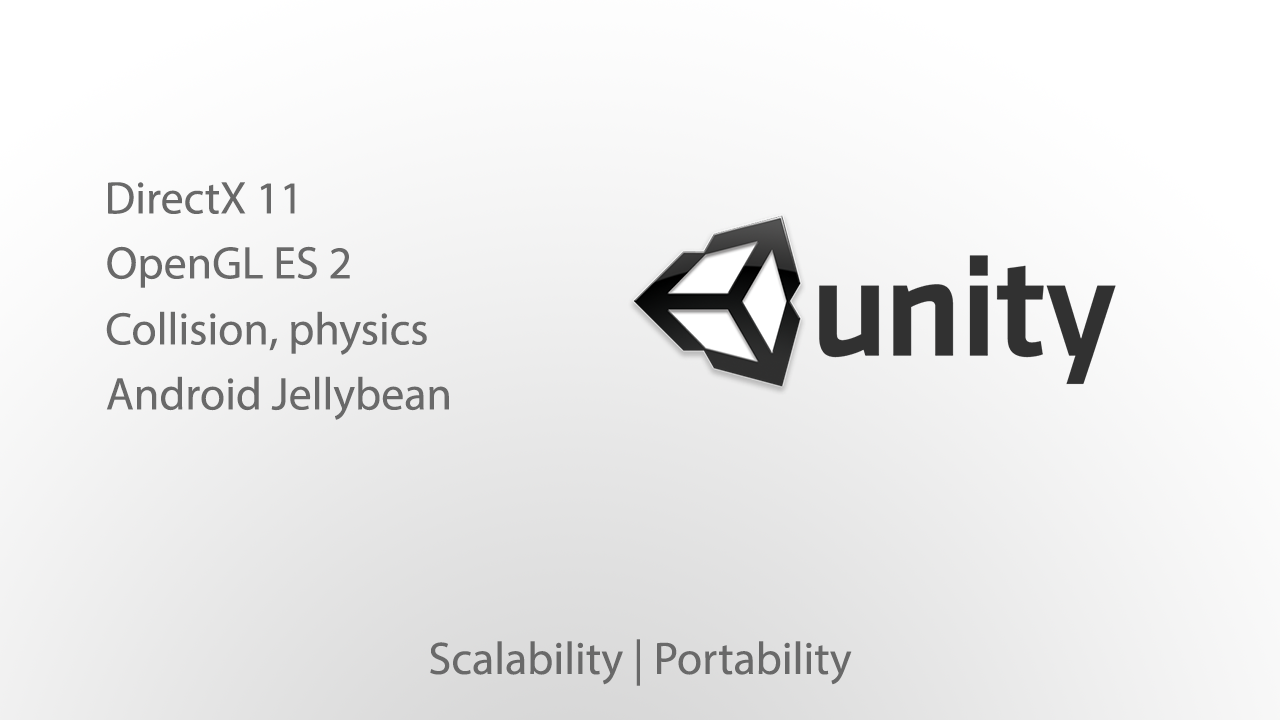 DirectX 11
OpenGL ES 2
Collision, physics
Android Jellybean
unity
Scalability | Portability